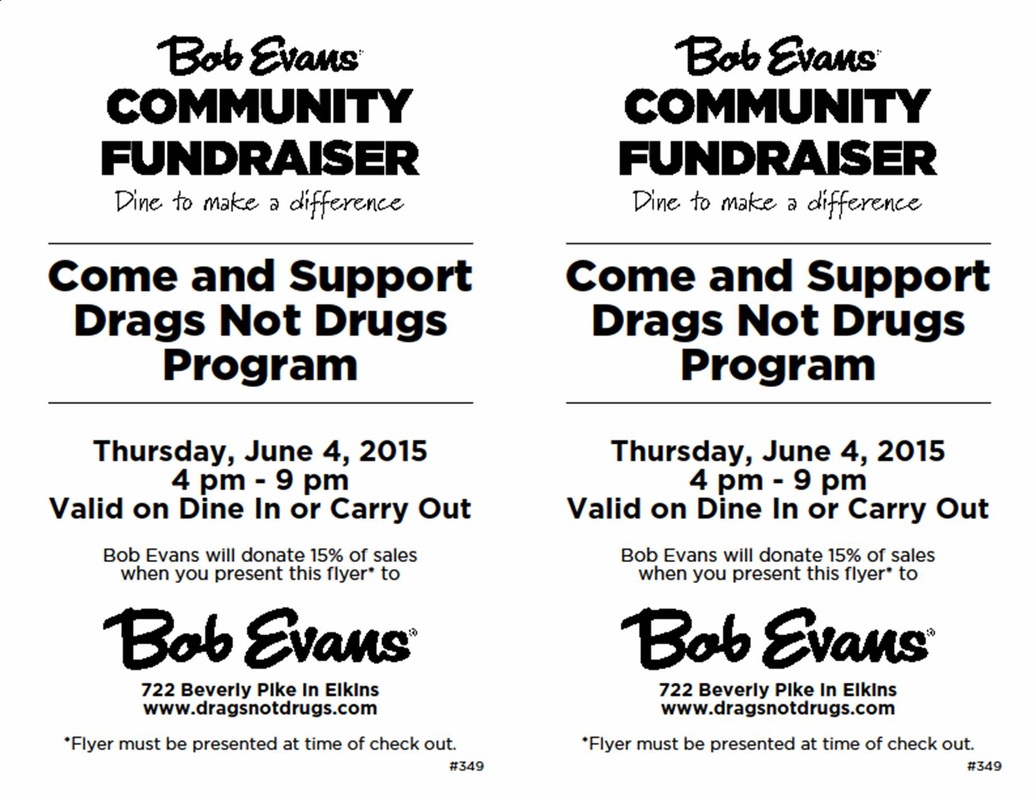 Bob Evans®
COMMUNITY
FUNDRAISER
Dine to make a difference
Come and Support
Drags Not Drugs
Program
Thursday, June 4, 2015
4 pm - 9 pm
Valid on Dine In or Carry Out
Bob Evans will donate 15% of sales
when you present this flyer* to
Bob Evans®
722 Beverly Pike in Elkins
www.dragsnotdrugs.com
*Flyer must be presented at time of check out.
#349
Bob Evans®
COMMUNITY
FUNDRAISER
Dine to make a difference
Come and Support
Drags Not Drugs
Program
Thursday, June 4, 2015
4 pm - 9 pm
Valid on Dine In or Carry Out
Bob Evans will donate 15% of sales
when you present this flyer* to
Bob Evans®
722 Beverly Pike in Elkins
www.dragsnotdrugs.com
*Flyer must be presented at time of check out.
#349